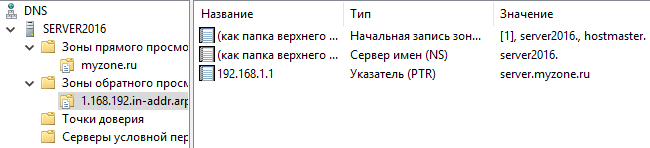 DNS
SERVER2016
Зоны прямого просмо
myzone.ru
Зоны обратного просм
1.168.192.in-addr.arp
Точки доверия
Серверы условной пер
Название Тип Значение
(как папка верхнего ... Начальная запись зон... [1], server2016., hostmaster.
(как папка верхнего ... Сервер имен (NS) server2016.
192.168.1.1 Указатель (PTR) server.myzone.ru